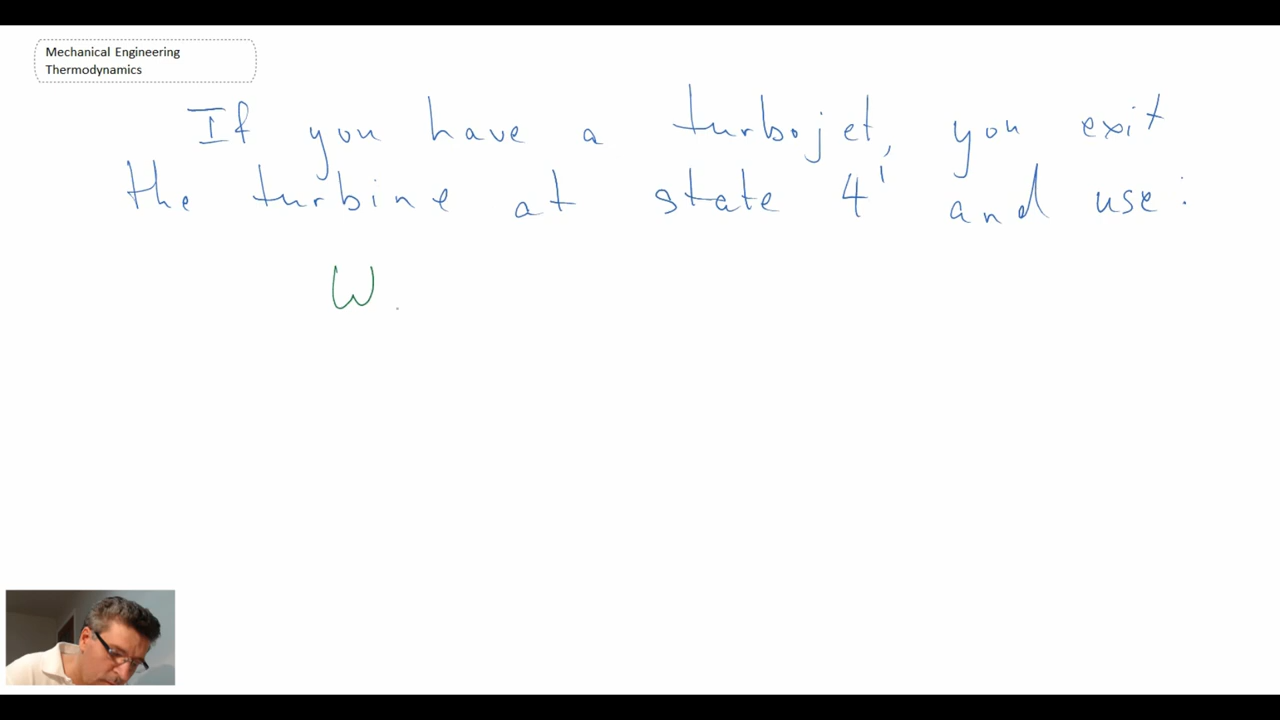 Mechanical Engineering
Thermodynamics
If you have a turbojet, you exit
the turbine at state 4' and use:
W